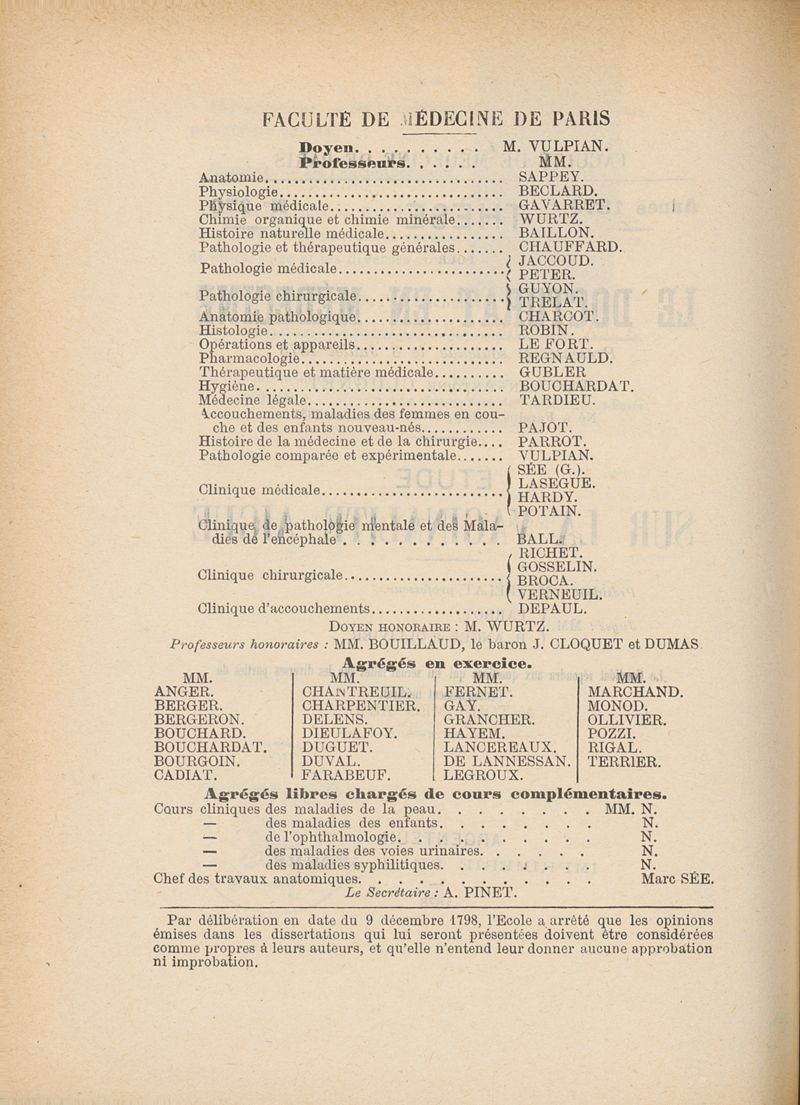 FACULTÉ DE MÉDECINE DE PARIS
Doyen. . . . . . . . . . M. VULPIAN.
Professeurs. . . . . . MM.
Anatomie................................ SAPPEY.
Physiologie................................ BECLARD.
Physique médicale......................... GAVARRET.
Chimie organique et chimie minérale....... WURTZ.
Histoire naturelle médicale................. BAILLON.
Pathologie et thérapeutique générales....... CHAUFFARD.
Pathologie médicale........................ { JACCOUD.
PETER.
Pathologie chirurgicale..................... } GUYON.
TRELAT.
Anatomie pathologique..................... CHARCOT.
Histologie.................................. ROBIN.
Opérations et appareils..................... LE FORT.
Pharmacologie............................. REGNAULD.
Thérapeutique et matière médicale.......... GUBLER
Hygiène................................... BOUCHARDAT.
Médecine légale............................ TARDIEU.
Accouchements, maladies des femmes en cou-
che et des enfants nouveau-nés............ PAJOT.
Histoire de la médecine et de la chirurgie.... PARROT.
Pathologie comparée et expérimentale....... VULPIAN.
Clinique médicale.......................... { SÉE (G.).
LASEGUE.
HARDY.
POTAIN.
Clinique de pathologie mentale et des Mala-
dies de l'encéphale . . . . . . . . . . . BALL.
Clinique chirurgicale....................... { RICHET.
GOSSELIN.
BROCA.
VERNEUIL.
Clinique d'accouchements................... DEPAUL.
DOYEN HONORAIRE : M. WURTZ.
Professeurs honoraires : MM. BOUILLAUD, le baron J. CLOQUET et DUMAS.
Agrégés en exercice.
MM. MM. MM. MM.
ANGER. CHANTREUIL. FERNET. MARCHAND.
BERGER. CHARPENTIER. GAY. MONOD.
BERGERON. DELENS. GRANCHER. OLLIVIER.
BOUCHARD. DIEULAFOY. HAYEM. POZZI.
BOUCHARDAT. DUGUET. LANCEREAUX. RIGAL.
BOURGOIN. DUVAL. DE LANNESSAN. TERRIER.
CADIAT. FARABEUF. LEGROUX.
Agrégés libres chargés de cours complémentaires.
Cours cliniques des maladies de la peau. . . . . . . . MM. N.
— des maladies des enfants. . . . . . . . N.
— de l'ophthalmologie. . . . . . . . . . N.
— des maladies des voies urinaires. . . . . . N.
— des maladies syphilitiques. . . . . . . . N.
Chef des travaux anatomiques. . . . . . . . . . . . Marc SÉE.
Le Secrétaire : A. PINET.
Par délibération en date du 9 décembre 1798, l'Ecole a arrêté que les opinions
émises dans les dissertations qui lui seront présentées doivent être considérées
comme propres à leurs auteurs, et qu'elle n'entend leur donner aucune approbation
ni improbation.